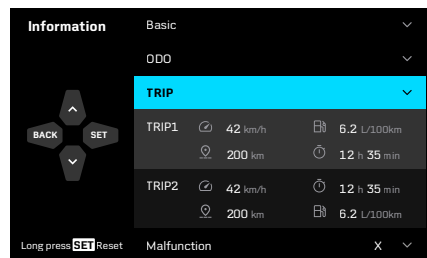 Information
Basic
ODO
TRIP
BACK
SET
TRIP1 42 km/h 6.2 L/100km
200 km 12 h 35 min
TRIP2 42 km/h 12 h 35 min
200 km 6.2 L/100km
Long press SET Reset
Malfunction X